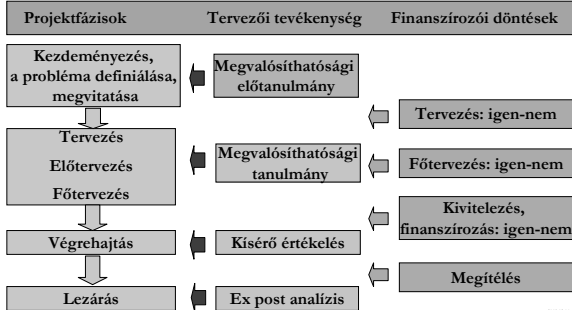 Projektfázisok
Tervezői tevékenység
Finanszírozói döntések
Kezdeményezés,
a probléma definiálása,
megvitatása
Megvalósíthatósági
előtanulmány
Tervezés: igen-nem
Tervezés
Előtervezés
Főtervezés
Megvalósíthatósági
tanulmány
Főtervezés: igen-nem
Kivitelezés,
finanszírozás: igen-nem
Végrehajtás
Kísérő értékelés
Megítélés
Lezárás
Ex post analízis